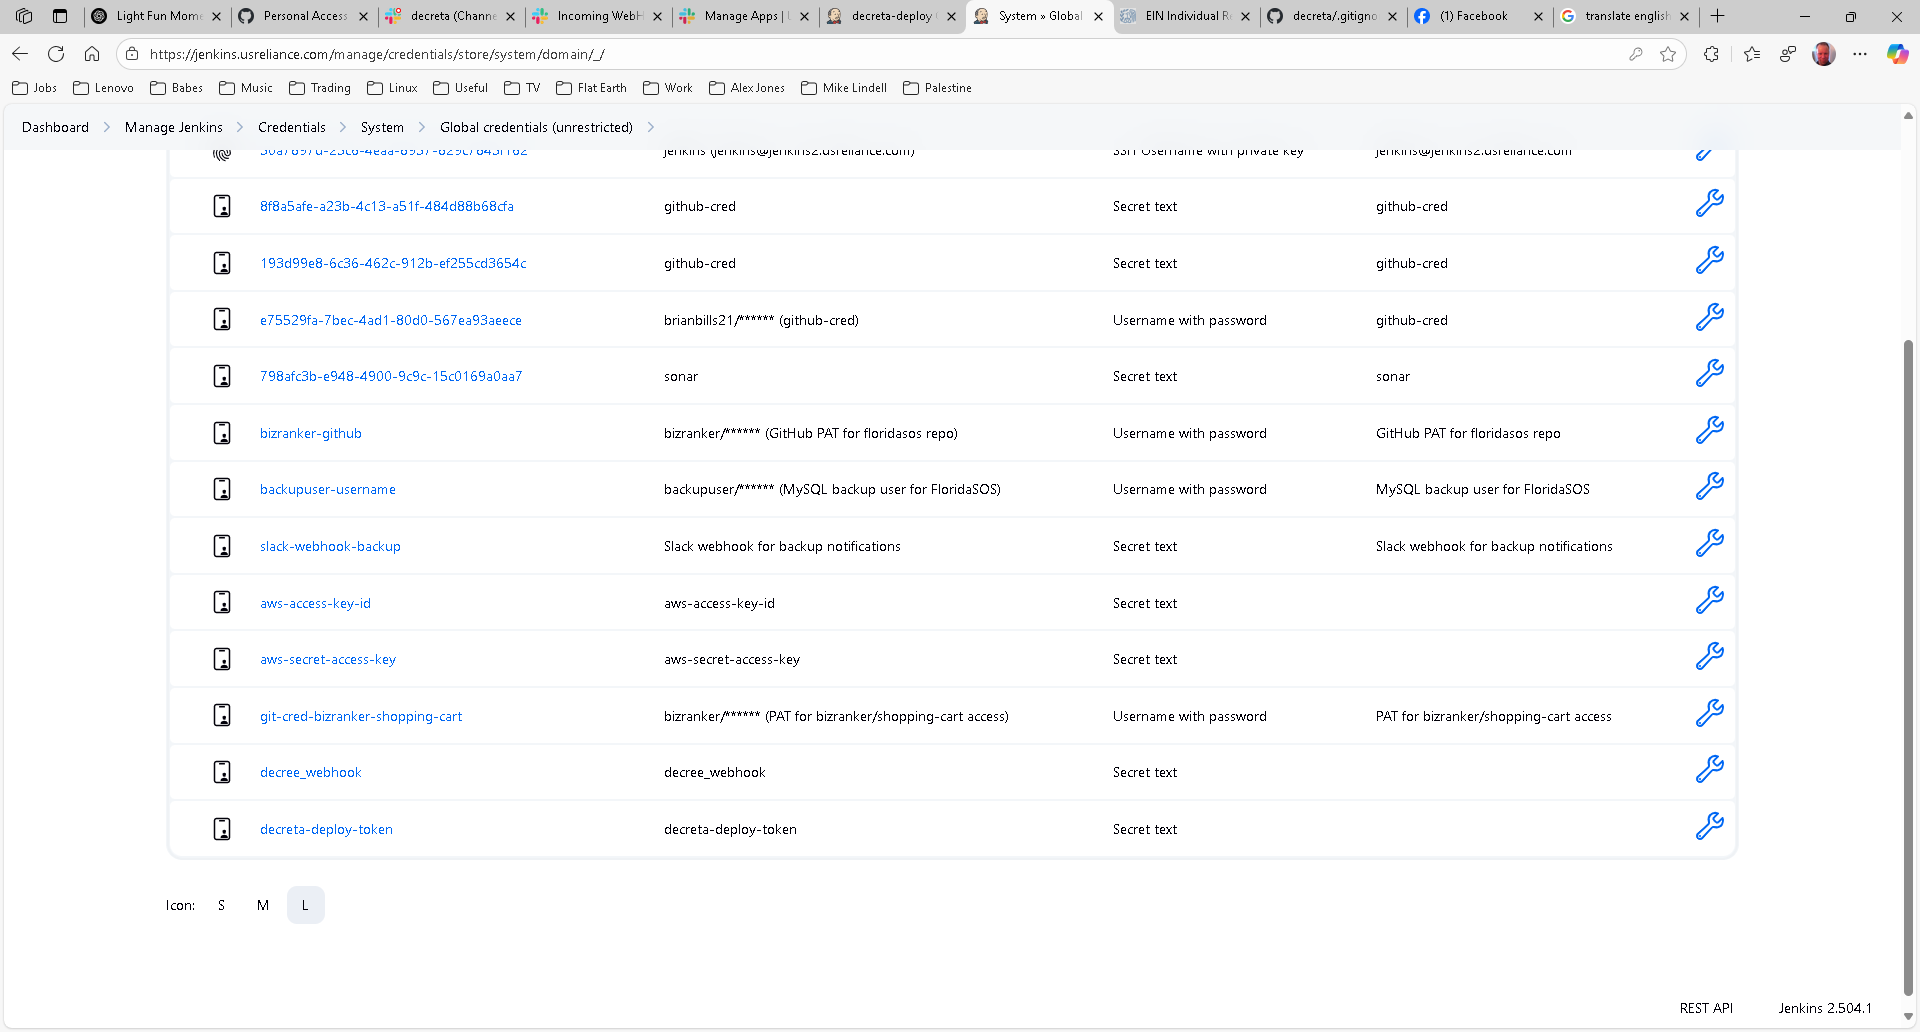 Light Fun Mome
Personal Access
decreta (Channe
Incoming WebH
Manage Apps | U
decreta-deploy
System » Global
EIN Individual Re
decreta/.gitigno
(1) Facebook
translate english
https://jenkins.usreliance.com/manage/credentials/store/system/domain/_/
Jobs Lenovo Babes Music Trading Linux Useful TV Flat Earth Work Alex Jones Mike Lindell Palestine
Dashboard Manage Jenkins Credentials System Global credentials (unrestricted)
jenkins (jenkins@jenkins2.usreliance.com) SSH Username with private key jenkins@jenkins2.usreliance.com
8f8a5afe-a23b-4c13-a51f-484d88b68cfa github-cred Secret text github-cred
193d99e8-6c36-462c-912b-ef255cd3654c github-cred Secret text github-cred
e75529fa-7bec-4ad1-80d0-567ea93aeece brianbills21/****** (github-cred) Username with password github-cred
798afc3b-e948-4900-9c9c-15c0169a0aa7 sonar Secret text sonar
bizranker-github bizranker/****** (GitHub PAT for floridasos repo) Username with password GitHub PAT for floridasos repo
backupuser-username backupuser/****** (MySQL backup user for FloridaSOS) Username with password MySQL backup user for FloridaSOS
slack-webhook-backup Slack webhook for backup notifications Secret text Slack webhook for backup notifications
aws-access-key-id aws-access-key-id Secret text
aws-secret-access-key aws-secret-access-key Secret text
git-cred-bizranker-shopping-cart bizranker/****** (PAT for bizranker/shopping-cart access) Username with password PAT for bizranker/shopping-cart access
decree_webhook decree_webhook Secret text
decreta-deploy-token decreta-deploy-token Secret text
Icon: S M L
REST API Jenkins 2.504.1